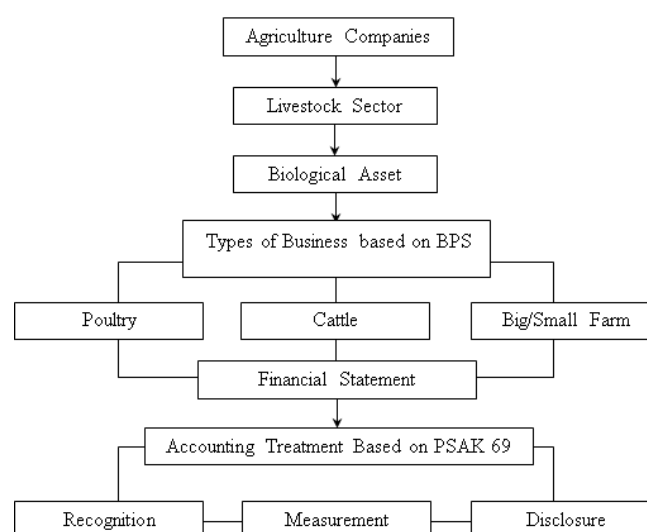 Agriculture Companies
Livestock Sector
Biological Asset
Types of Business based on BPS
Poultry
Cattle
Big/Small Farm
Financial Statement
Accounting Treatment Based on PSAK 69
Recognition
Measurement
Disclosure